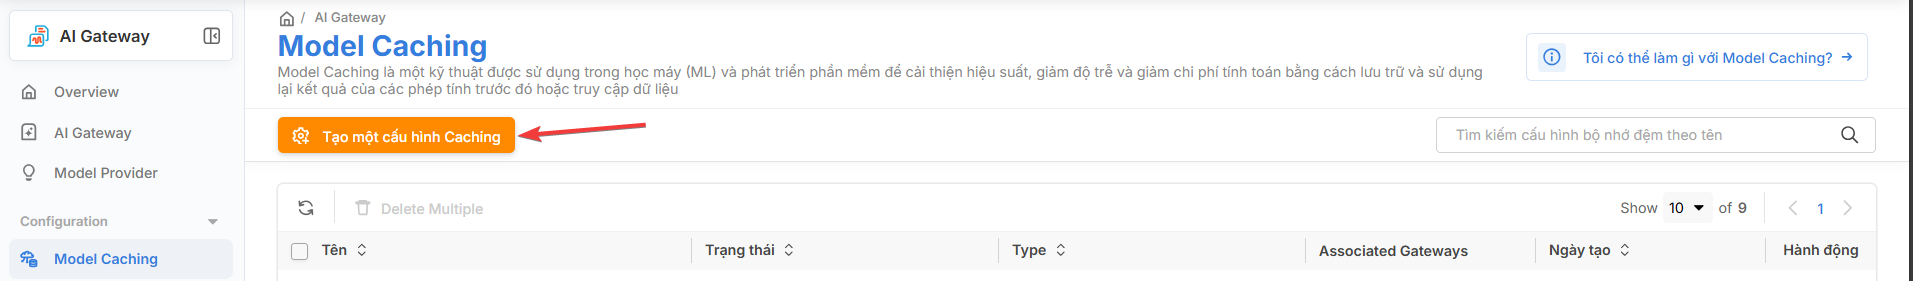 AI Gateway
Overview
AI Gateway
Model Provider
Configuration
Model Caching
/ AI Gateway
Model Caching
Model Caching là một kỹ thuật được sử dụng trong học máy (ML) và phát triển phần mềm để cải thiện hiệu suất, giảm độ trễ và giảm chi phí tính toán bằng cách lưu trữ và sử dụng
lại kết quả của các phép tính trước đó hoặc truy cập dữ liệu
Tôi có thể làm gì với Model Caching?
Tạo một cấu hình Caching
Tìm kiếm cấu hình bộ nhớ đệm theo tên
Delete Multiple
Show 10 of 9 1
Tên Trạng thái Type Associated Gateways Ngày tạo Hành động